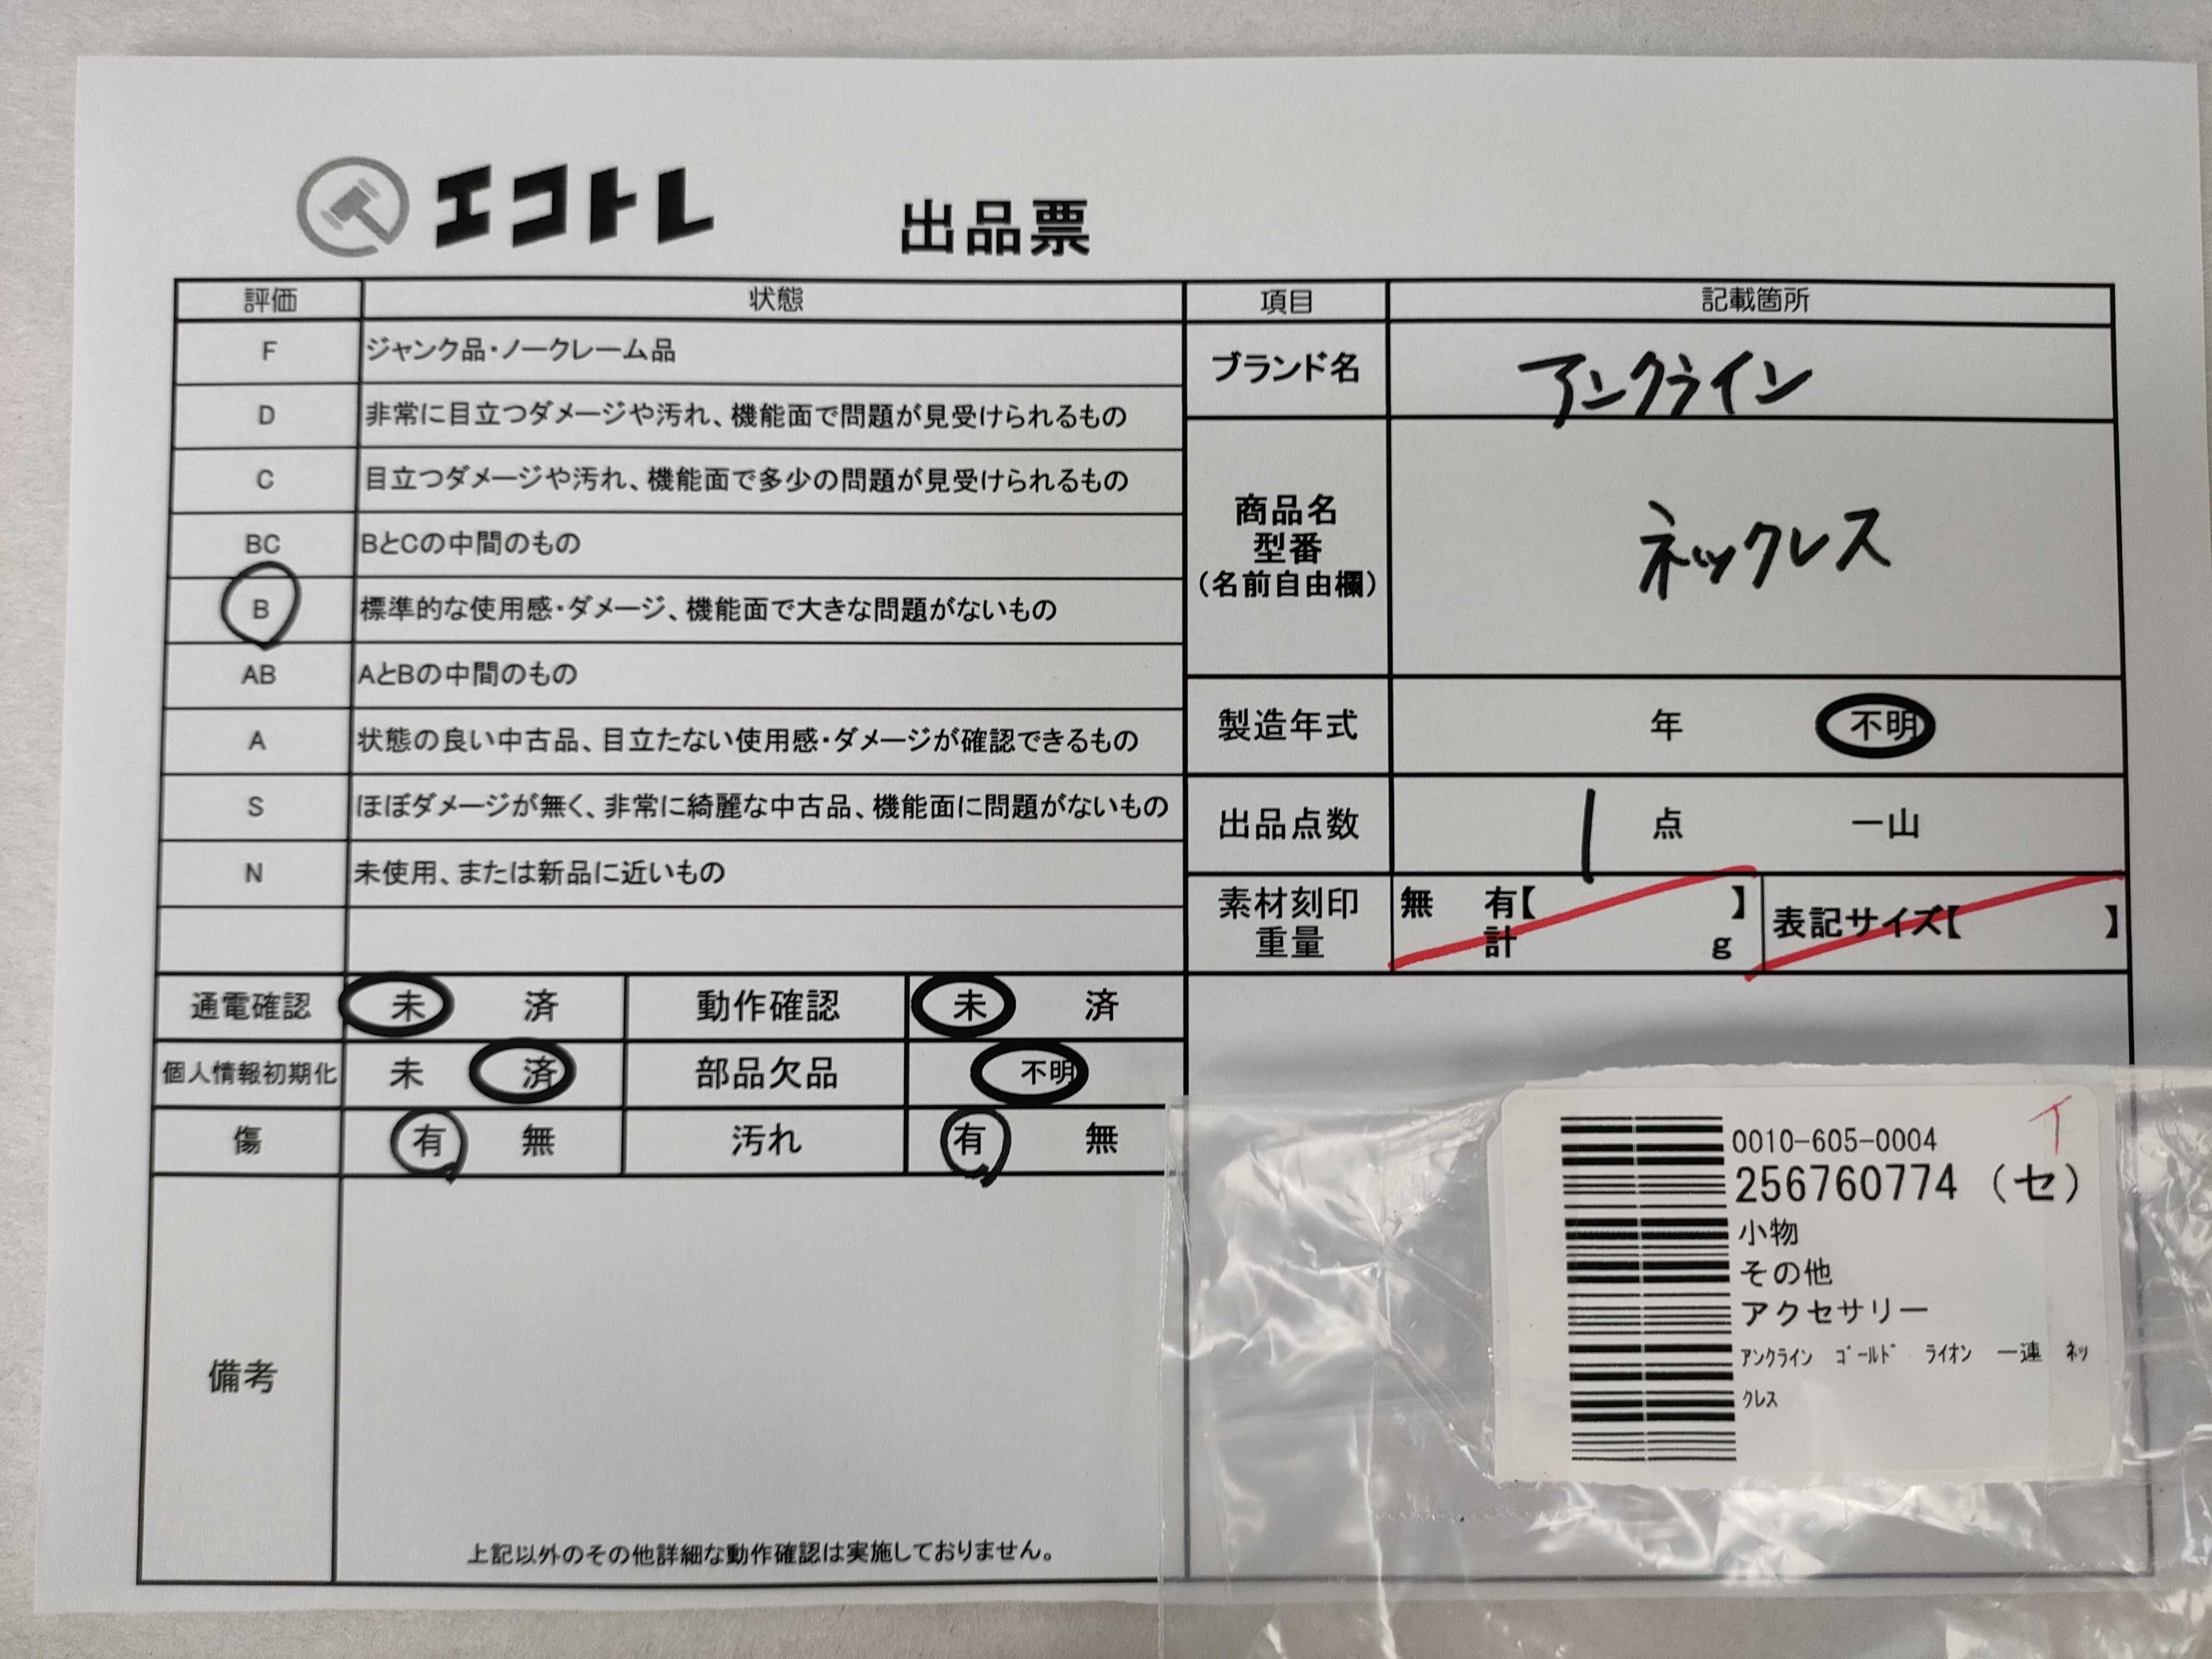 エコトレ 出品票
評価 状態 項目 記載箇所
F ジャンク品・ノークレーム品
D 非常に目立つダメージや汚れ、機能面で問題が見受けられるもの
C 目立つダメージや汚れ、機能面で多少の問題が見受けられるもの
BC BとCの中間のもの
B 標準的な使用感・ダメージ、機能面で大きな問題がないもの
AB AとBの中間のもの
A 状態の良い中古品、目立たない使用感・ダメージが確認できるもの
S ほぼダメージが無く、非常に綺麗な中古品、機能面に問題がないもの
N 未使用、または新品に近いもの
ブランド名 アンクライン
商品名
型番
(名前自由欄)
ネックレス
製造年式 年 不明
出品点数 1 点 一山
素材刻印
重量
無 有【 】
計 g
表記サイズ【 】
通電確認 未 済 動作確認 未 済
個人情報初期化 未 済 部品欠品 不明
傷 有 無 汚れ 有 無
備考
上記以外のその他詳細な動作確認は実施しておりません。
イ
0010-605-0004
256760774 (セ)
小物
その他
アクセサリー
ｱﾝｸﾗｲﾝ ｺﾞｰﾙﾄﾞ ﾗｲｵﾝ 一連 ﾈｯ
ｸﾚｽ